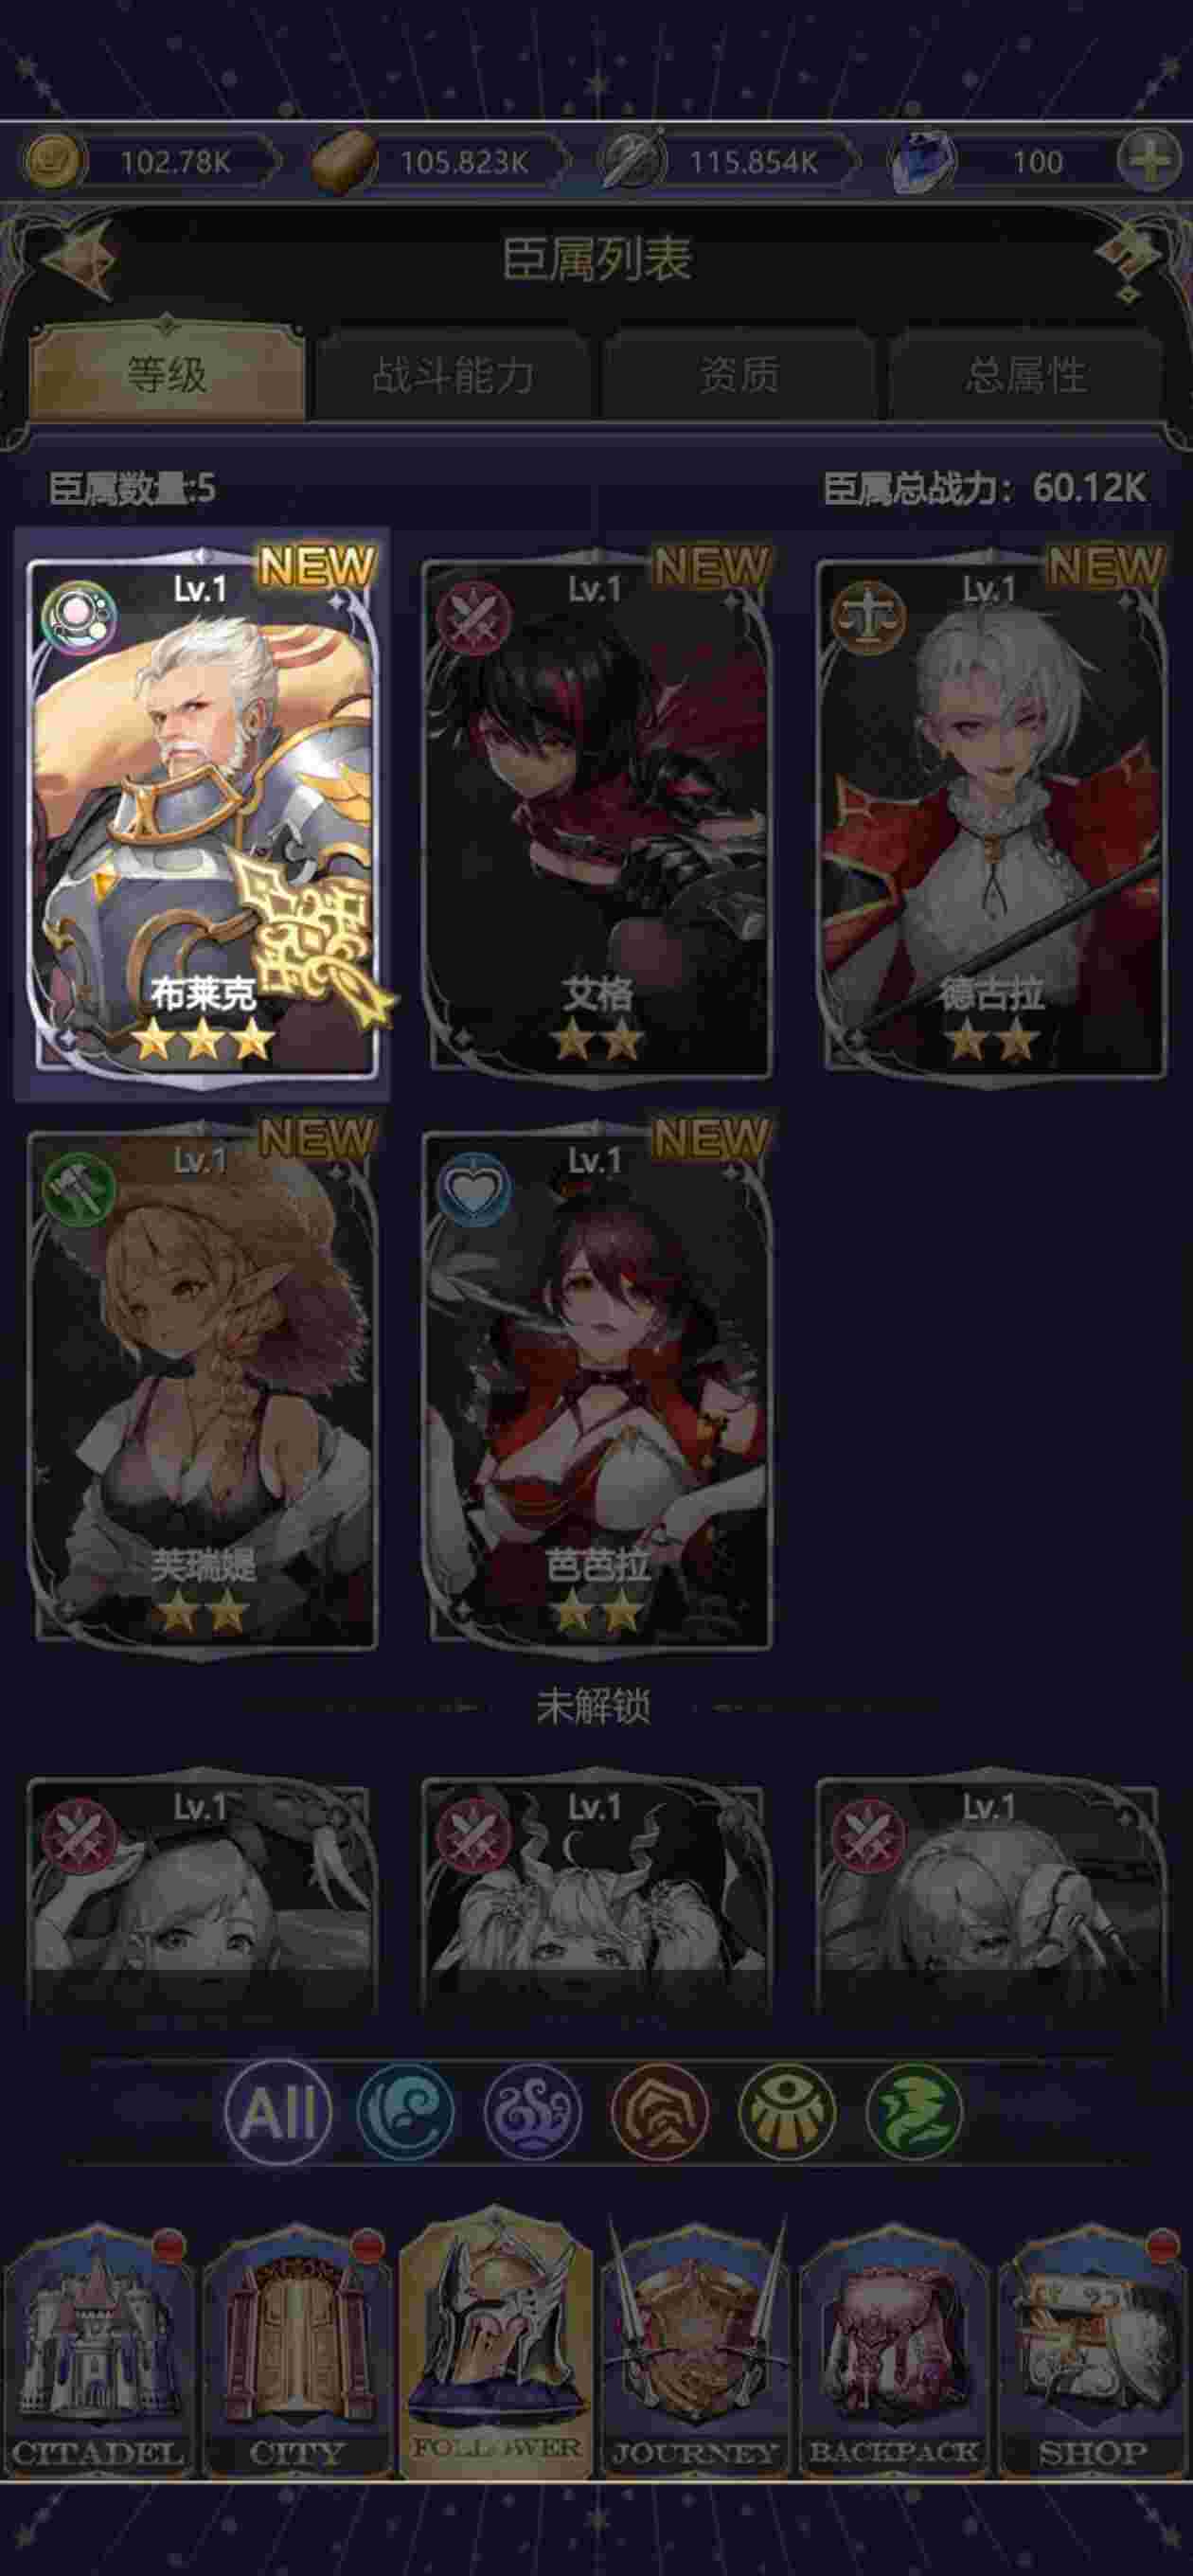 102.78K 105.823K 115.854K 100
臣属列表
等级 战斗能力 资质 总属性
臣属数量:5 臣属总战力：60.12K
NEW NEW NEW
Lv.1 Lv.1 Lv.1
布莱克 艾格 德古拉
NEW NEW
Lv.1 Lv.1
芙瑞媞 芭芭拉
未解锁
Lv.1 Lv.1 Lv.1
All
CITADEL CITY FOLLOWER JOURNEY BACKPACK SHOP